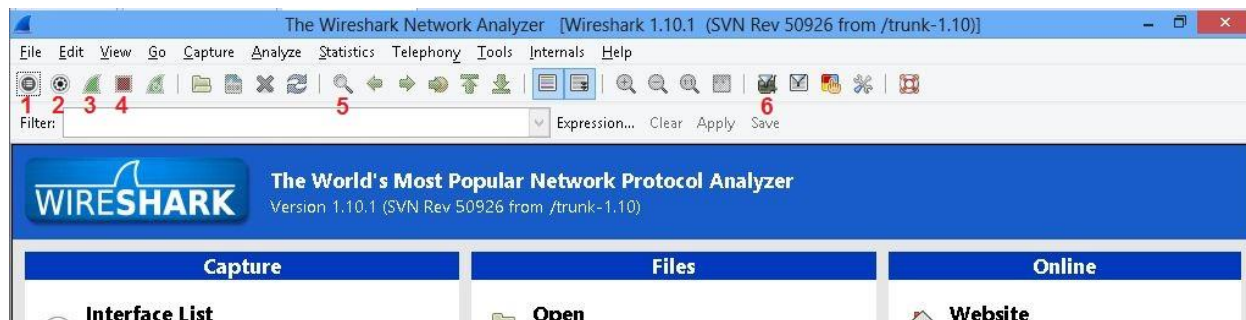 The Wireshark Network Analyzer [Wireshark 1.10.1 (SVN Rev 50926 from /trunk-1.10)]
File Edit View Go Capture Analyze Statistics Telephony Tools Internals Help
1 2 3 4 5 6
Filter: Expression... Clear Apply Save
WIRESHARK
The World's Most Popular Network Protocol Analyzer
Version 1.10.1 (SVN Rev 50926 from /trunk-1.10)
Capture Files Online
Interface List Open Website